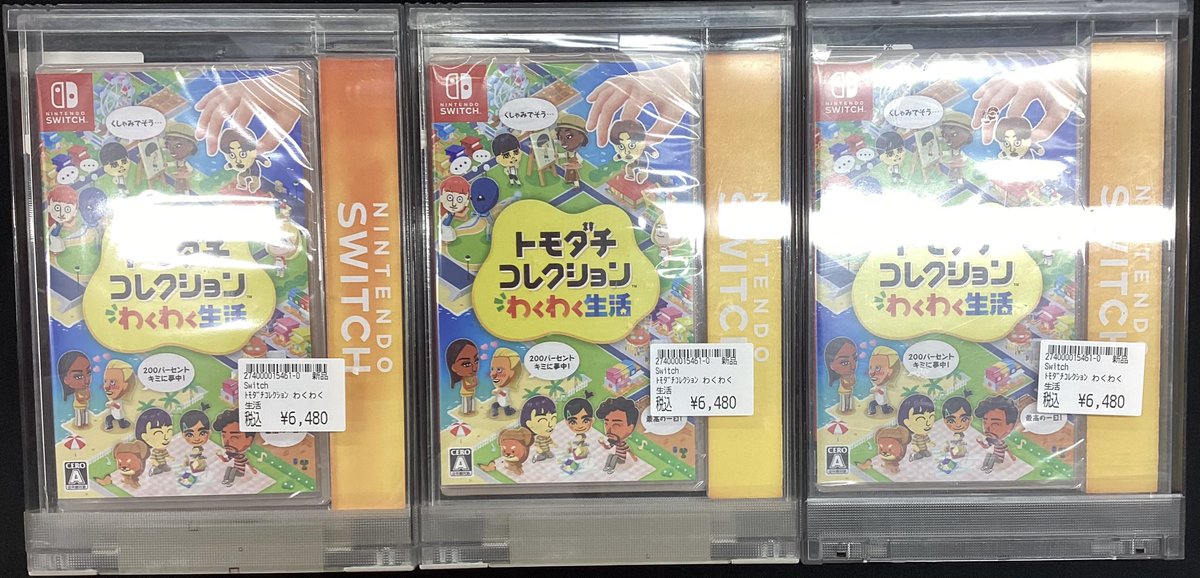 NINTENDO
SWITCH
くしゃみでそう…
コレクション
わくわく生活
200パーセント
キミに夢中!
CERO
A
NINTENDO
SWITCH
274000015461-0 新品
Switch
トモダチコレクション わくわく
生活
税込 ¥6,480
NINTENDO
SWITCH
くしゃみでそう…
トモダチ
コレクション
わくわく生活
200パーセント
キミに夢中!
最高の一日!
CERO
A
NINTENDO
SWITCH
274000015461-0 新品
Switch
トモダチコレクション わくわく
生活
税込 ¥6,480
NINTENDO
SWITCH
くしゃみでそう…
トモダチ
コレクション
わくわく生活
200パーセント
キミに夢中!
最高の一日!
CERO
A
NINTENDO
SWITCH
274000015461-0 新品
Switch
トモダチコレクション わくわく
生活
税込 ¥6,480